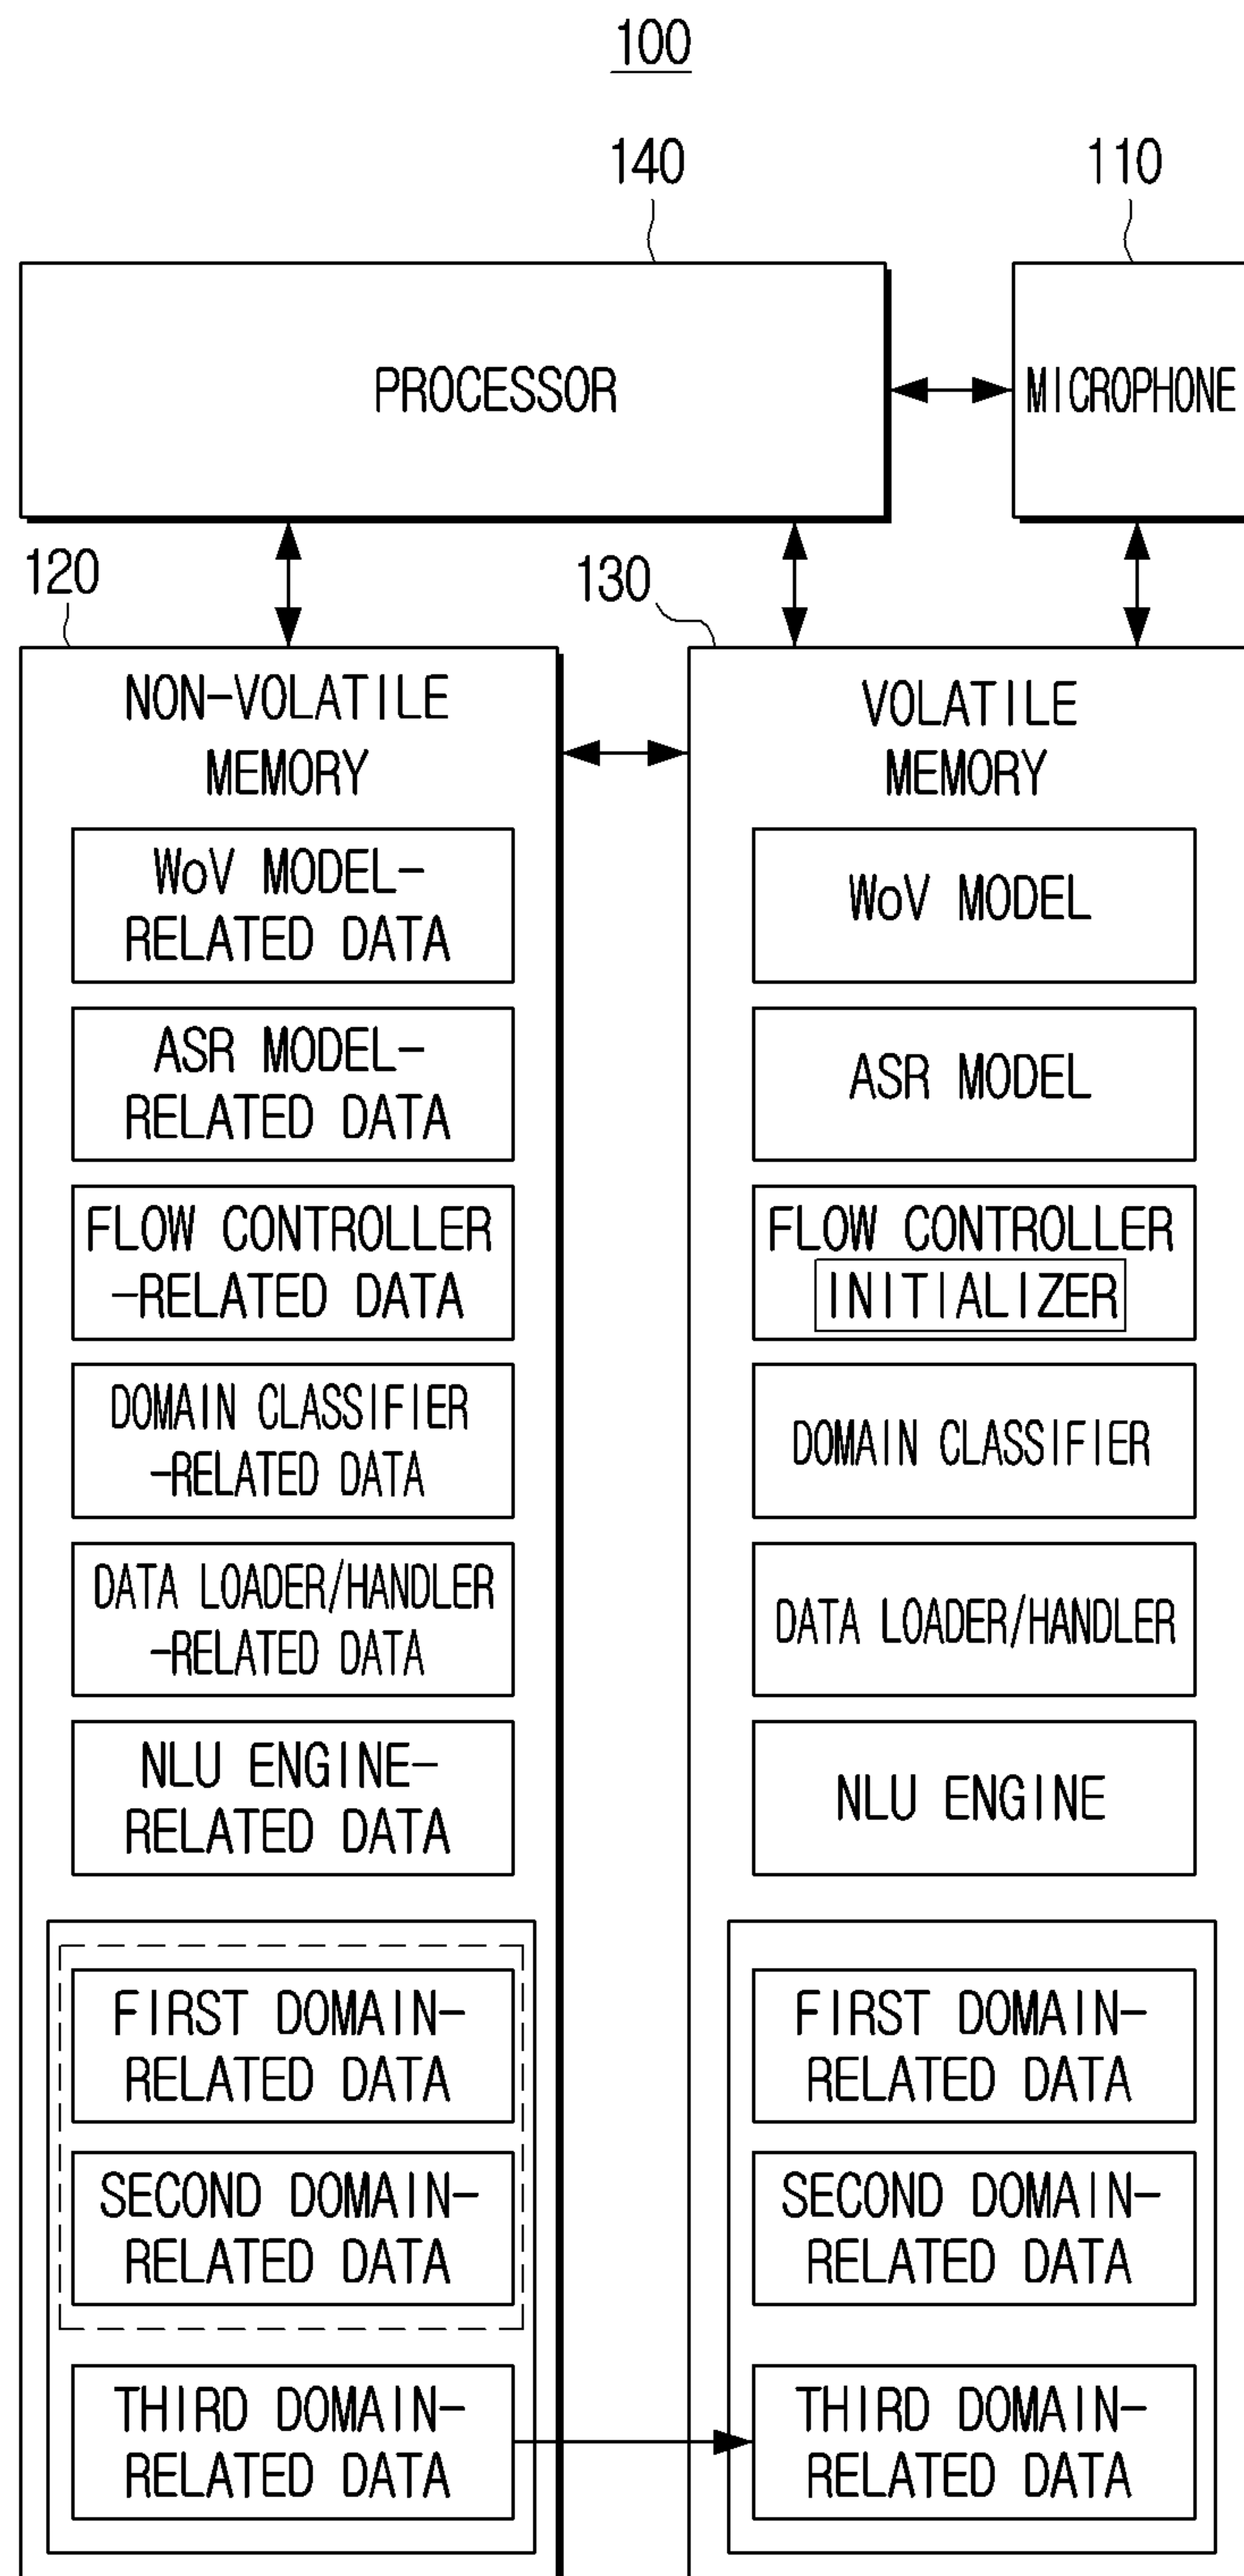 100
140
110
PROCESSOR
MICROPHONE
120
130
NON-VOLATILE
MEMORY
WoV MODEL-
RELATED DATA
ASR MODEL-
RELATED DATA
FLOW CONTROLLER
-RELATED DATA
DOMAIN CLASSIFIER
-RELATED DATA
DATA LOADER/HANDLER
-RELATED DATA
NLU ENGINE-
RELATED DATA
FIRST DOMAIN-
RELATED DATA
SECOND DOMAIN-
RELATED DATA
THIRD DOMAIN-
RELATED DATA
VOLATILE
MEMORY
WoV MODEL
ASR MODEL
FLOW CONTROLLER
INITIALIZER
DOMAIN CLASSIFIER
DATA LOADER/HANDLER
NLU ENGINE
FIRST DOMAIN-
RELATED DATA
SECOND DOMAIN-
RELATED DATA
THIRD DOMAIN-
RELATED DATA